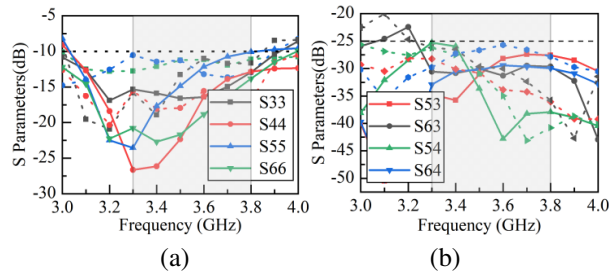 (a)
S Parameters(dB)
-5
-10
-15
-20
-25
-30
S33
S44
S55
S66
3.0 3.2 3.4 3.6 3.8 4.0
Frequency (GHz)
(a)
(b)
S Parameters(dB)
-20
-25
-30
-35
-40
-45
-50
S53
S63
S54
S64
3.0 3.2 3.4 3.6 3.8 4.0
Frequency (GHz)
(b)